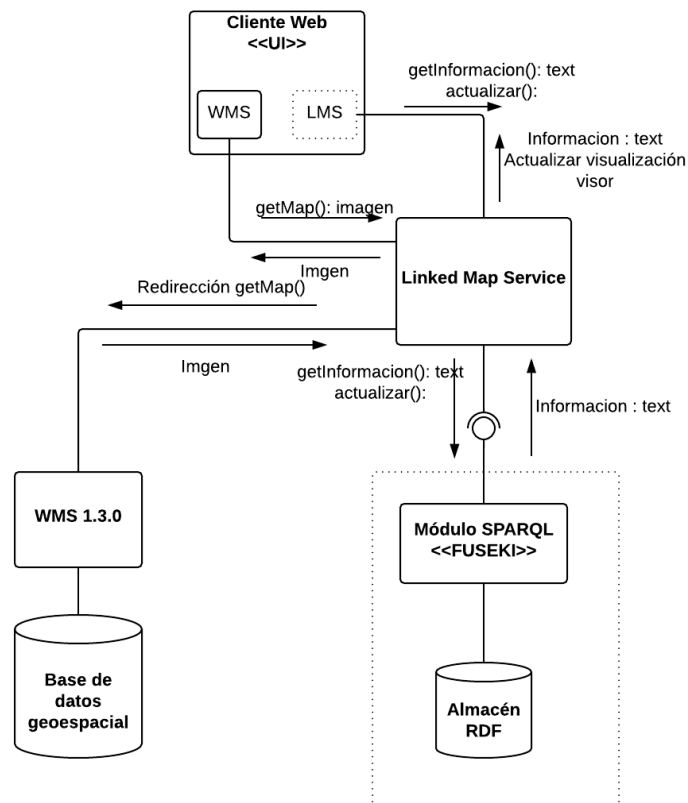 Cliente Web
<<UI>>
WMS
LMS
getInformacion(): text
actualizar():
Informacion : text
Actualizar visualización
visor
getMap(): imagen
Imgen
Linked Map Service
Redirección getMap()
Imgen
getInformacion(): text
actualizar():
Informacion : text
WMS 1.3.0
Módulo SPARQL
<<FUSEKI>>
Base de
datos
geoespacial
Almacén
RDF